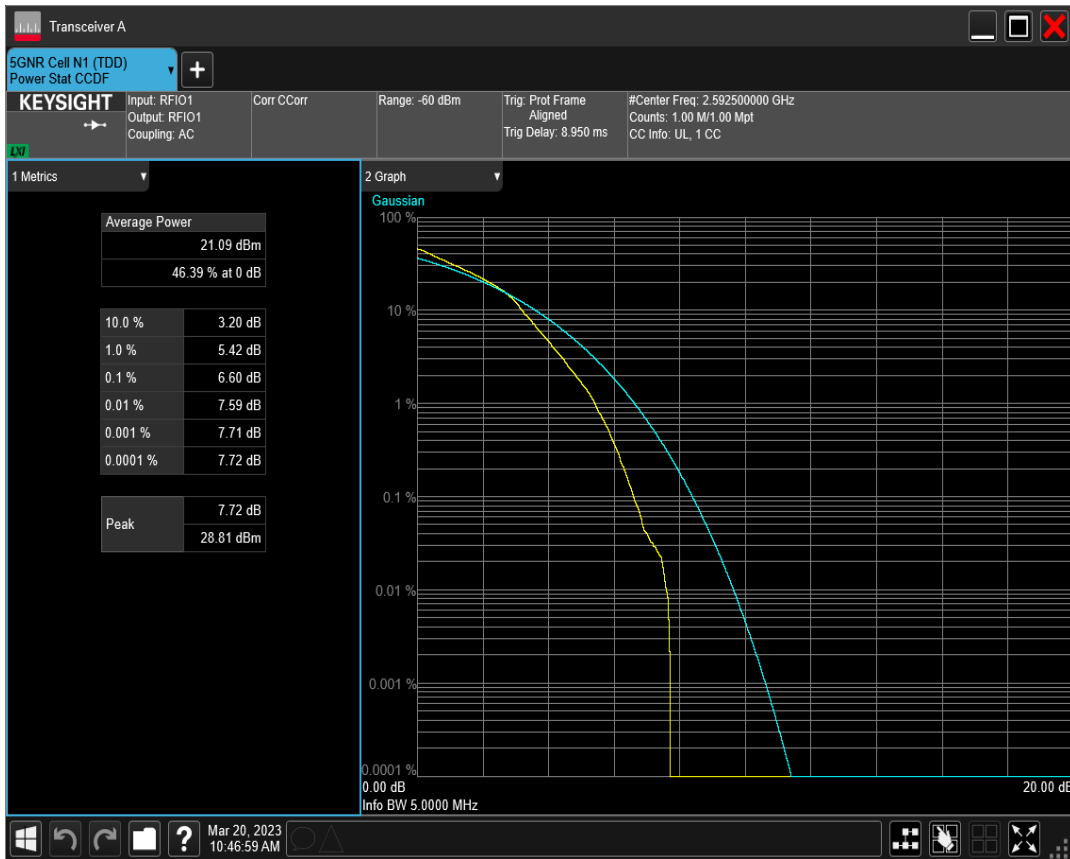 Transceiver A
5GNR Cell N1 (TDD)
Power Stat CCDF
KEYSIGHT
LXI
Input: RFIO1
Output: RFIO1
Coupling: AC
Corr CCorr
Range: -60 dBm
Trig: Prot Frame
Aligned
Trig Delay: 8.950 ms
#Center Freq: 2.592500000 GHz
Counts: 1.00 M/1.00 Mpt
CC Info: UL, 1 CC
1 Metrics
Average Power
21.09 dBm
46.39 % at 0 dB
10.0 % 3.20 dB
1.0 % 5.42 dB
0.1 % 6.60 dB
0.01 % 7.59 dB
0.001 % 7.71 dB
0.0001 % 7.72 dB
Peak 7.72 dB
28.81 dBm
2 Graph
Gaussian
100 %
10 %
1 %
0.1 %
0.01 %
0.001 %
0.0001 %
0.00 dB 20.00 dB
Info BW 5.0000 MHz
?
Mar 20, 2023
10:46:59 AM